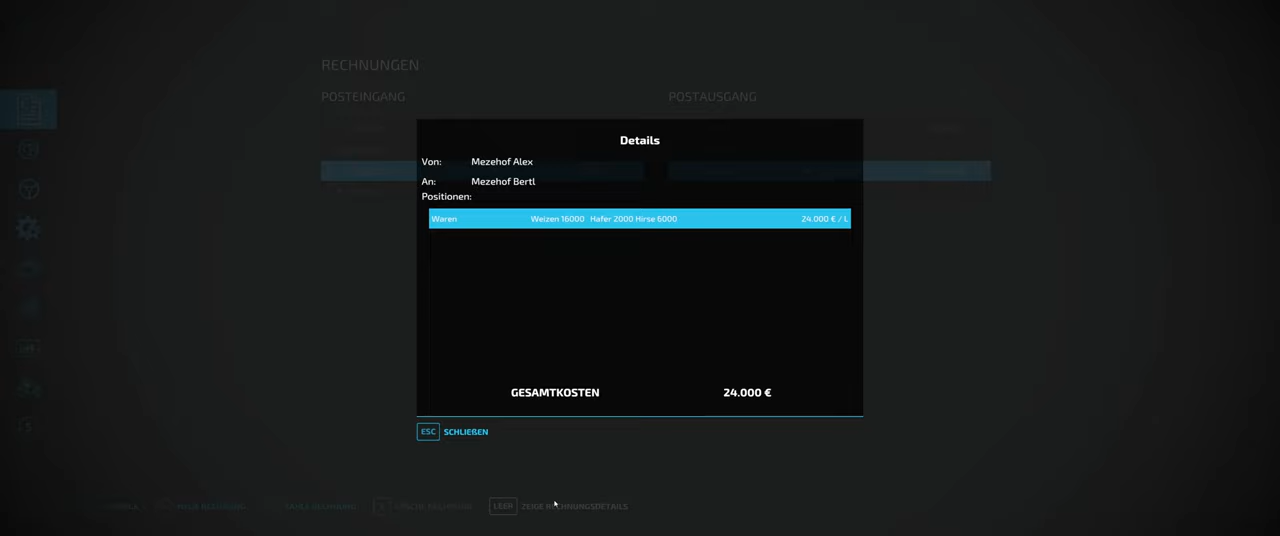 RECHNUNGEN
POSTEINGANG POSTAUSGANG
Details
Von: Mezehof Alex
An: Mezehof Bertl
Positionen:
Waren Weizen 16000 Hafer 2000 Hirse 6000 24.000 € / L
GESAMTKOSTEN 24.000 €
ESC SCHLIEẞEN
LEER ZEIGE RECHNUNGSDETAILS